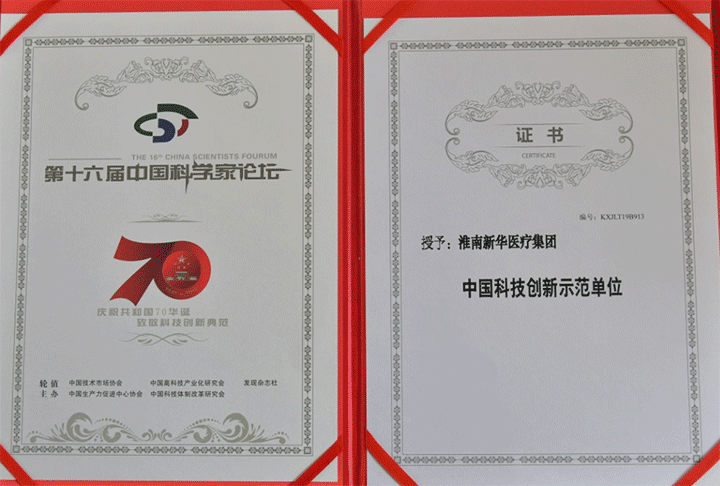 THE 16th CHINA SCIENTISTS FOURUM
第十六届中国科学家论坛
70
庆祝共和国70华诞
致敬科技创新典范
轮值 中国技术市场协会 中国高科技产业化研究会 发现杂志社
主办 中国生产力促进中心协会 中国科技体制改革研究会
证书
CERTIFICATE
编号：KXJLT19B913
授予：淮南新华医疗集团
中国科技创新示范单位